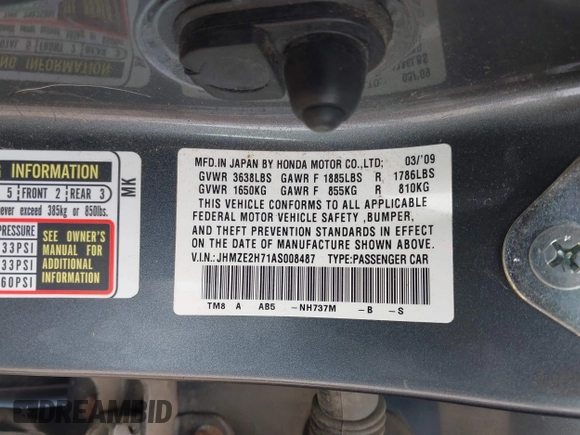 MFD.IN JAPAN BY HONDA MOTOR CO.,LTD; 03/'09
GVWR 3638LBS GAWR F 1885LBS R 1786LBS
GVWR 1650KG GAWR F 855KG R 810KG
THIS VEHICLE CONFORMS TO ALL APPLICABLE
FEDERAL MOTOR VEHICLE SAFETY ,BUMPER,
AND THEFT PREVENTION STANDARDS IN EFFECT
ON THE DATE OF MANUFACTURE SHOWN ABOVE.
V.I.N.:JHMZE2H71AS008487 TYPE:PASSENGER CAR
TM8 A AB5 -NH737M -B -S
MK
INFORMATION
5 FRONT 2 REAR 3
never exceed 385kg or 850lbs.
PRESSURE
33PSI
33PSI
60PSI
SEE OWNER'S
MANUAL FOR
ADDITIONAL
INFORMATION
DREAMBID